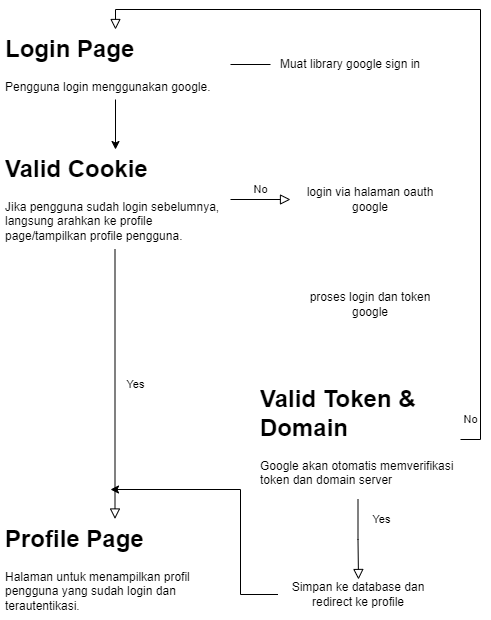 Login Page
Muat library google sign in
Pengguna login menggunakan google.
Valid Cookie
No
login via halaman oauth
google
Jika pengguna sudah login sebelumnya,
langsung arahkan ke profile
page/tampilkan profile pengguna.
proses login dan token
google
Yes
Valid Token &
Domain
No
Google akan otomatis memverifikasi
token dan domain server
Yes
Profile Page
Halaman untuk menampilkan profil
pengguna yang sudah login dan
terautentikasi.
Simpan ke database dan
redirect ke profile